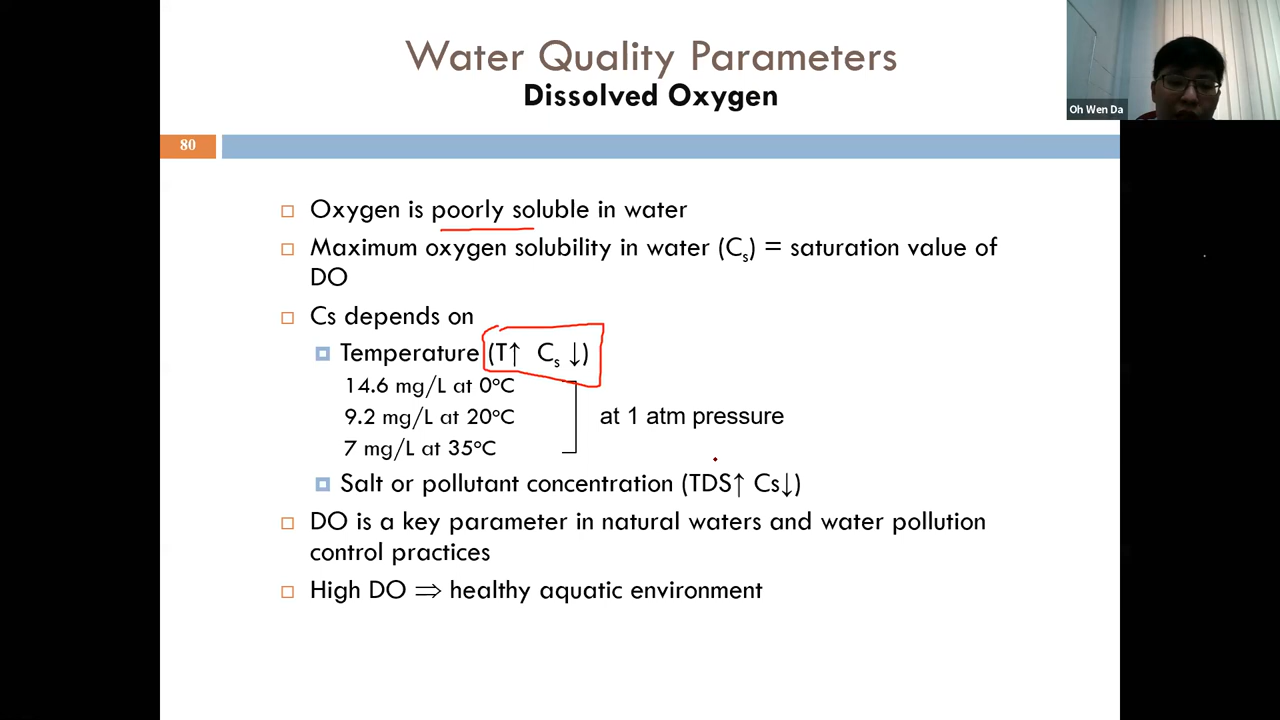 Water Quality Parameters
Dissolved Oxygen
Oh Wen Da
80
Oxygen is poorly soluble in water
Maximum oxygen solubility in water (Cs) = saturation value of
DO
Cs depends on
Temperature (T↑ Cs ↓)
14.6 mg/L at 0°C
9.2 mg/L at 20°C
at 1 atm pressure
7 mg/L at 35°C
Salt or pollutant concentration (TDS↑ Cs↓)
DO is a key parameter in natural waters and water pollution
control practices
High DO ⇒ healthy aquatic environment